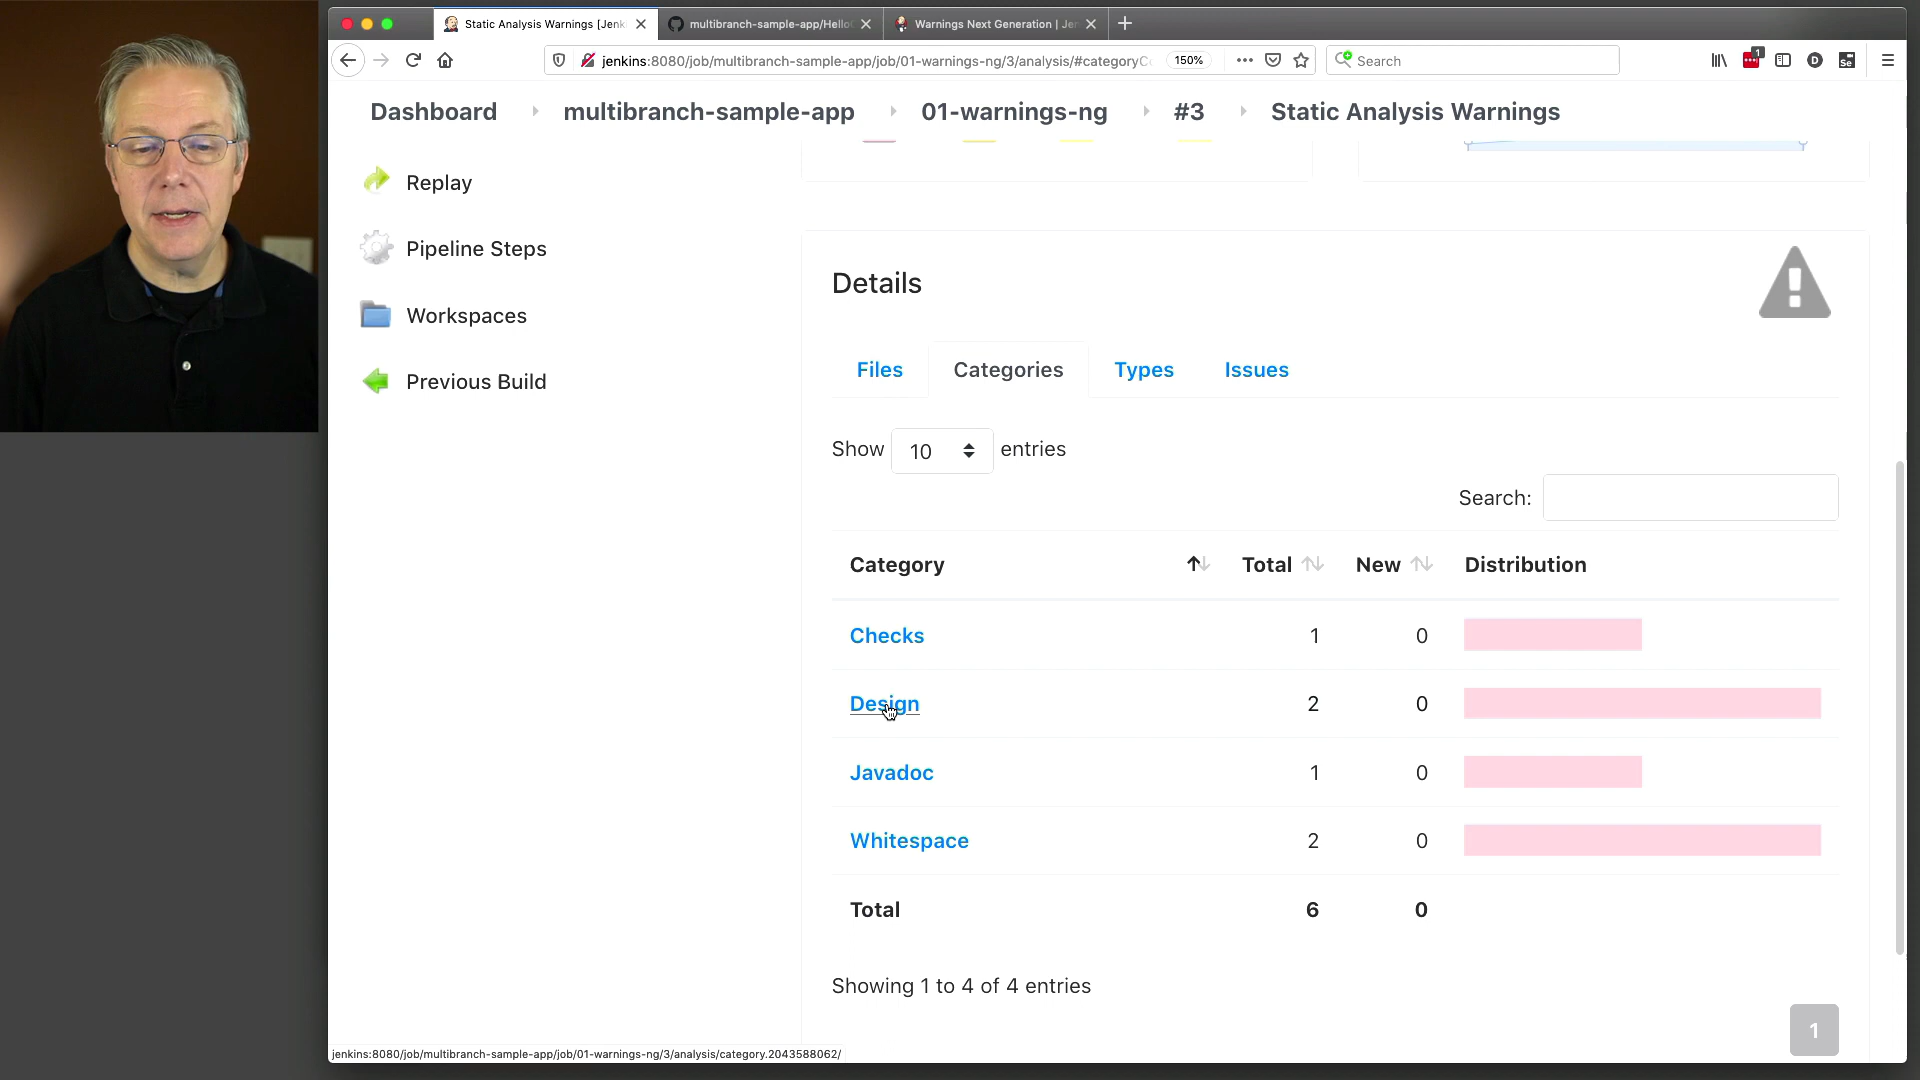 Static Analysis Warnings [Jenk
multibranch-sample-app/Hello
Warnings Next Generation | Jen
jenkins:8080/job/multibranch-sample-app/job/01-warnings-ng/3/analysis/#categoryC
150%
Search
1
D
Se
Dashboard
multibranch-sample-app
01-warnings-ng
#3
Static Analysis Warnings
Replay
Pipeline Steps
Workspaces
Previous Build
Details
Files Categories Types Issues
Show 10 entries
Search:
Category Total New Distribution
Checks 1 0
Design 2 0
Javadoc 1 0
Whitespace 2 0
Total 6 0
Showing 1 to 4 of 4 entries
1
jenkins:8080/job/multibranch-sample-app/job/01-warnings-ng/3/analysis/category.2043588062/